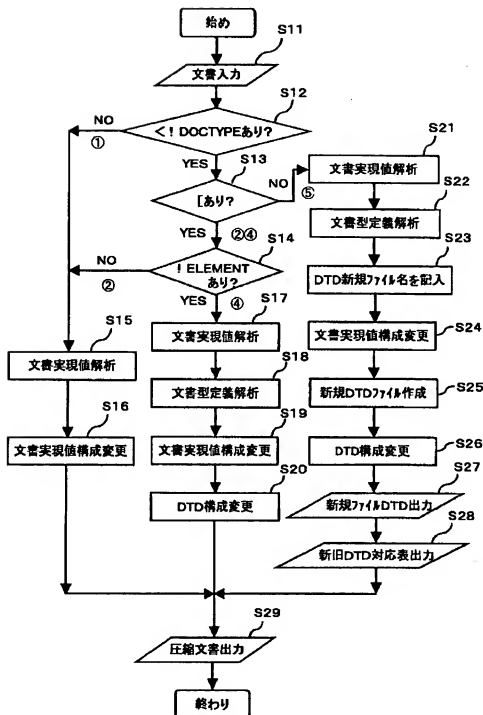 始め
S11
文書入力
S12
<! DOCTYPEあり?
NO
①
YES
S13
[あり?
NO
⑤
YES
②④
S14
! ELEMENT
あり?
NO
②
YES
④
S15
文書実現値解析
S16
文書実現値構成変更
S17
文書実現値解析
S18
文書型定義解析
S19
文書実現値構成変更
S20
DTD構成変更
S21
文書実現値解析
S22
文書型定義解析
S23
DTD新規ファイル名を記入
S24
文書実現値構成変更
S25
新規DTDファイル作成
S26
DTD構成変更
S27
新規ファイルDTD出力
S28
新旧DTD対応表出力
S29
圧縮文書出力
終わり